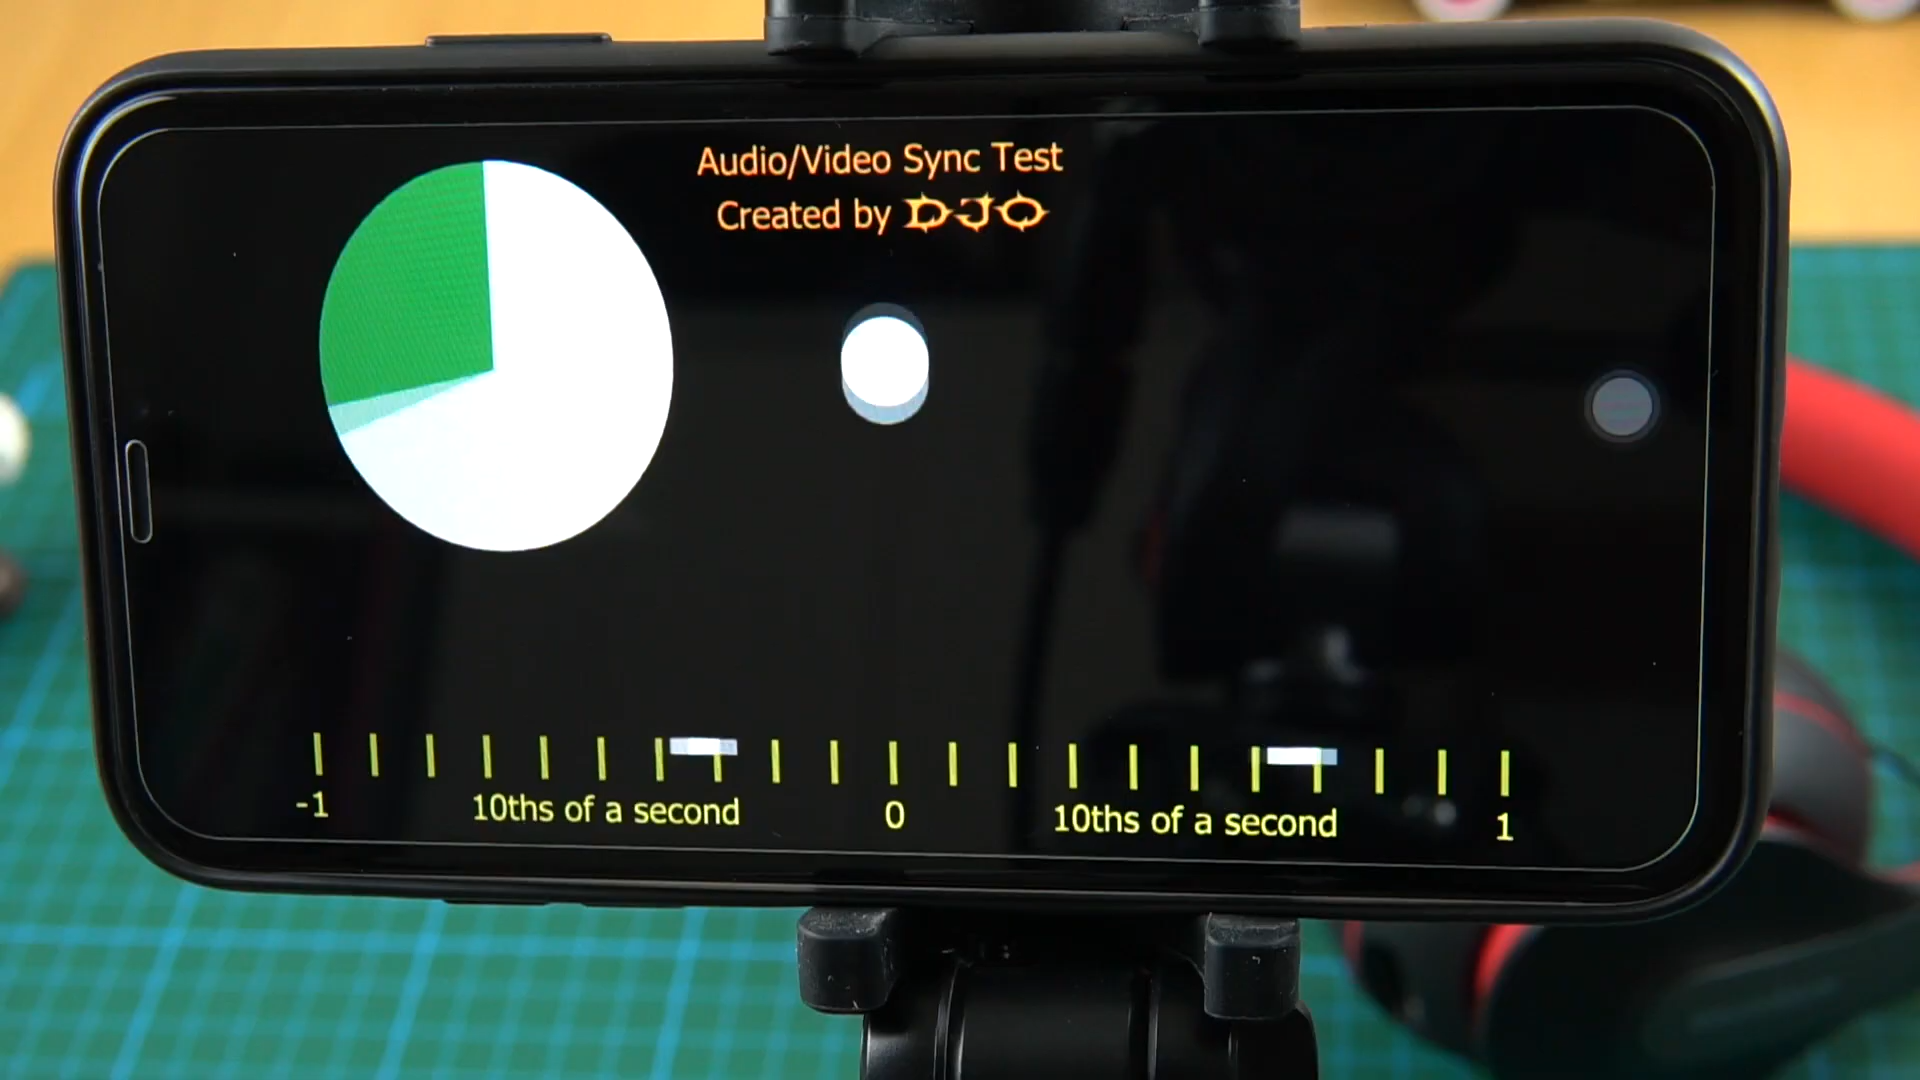 Audio/Video Sync Test
Created by DJO
-1
10ths of a second
0
10ths of a second
1